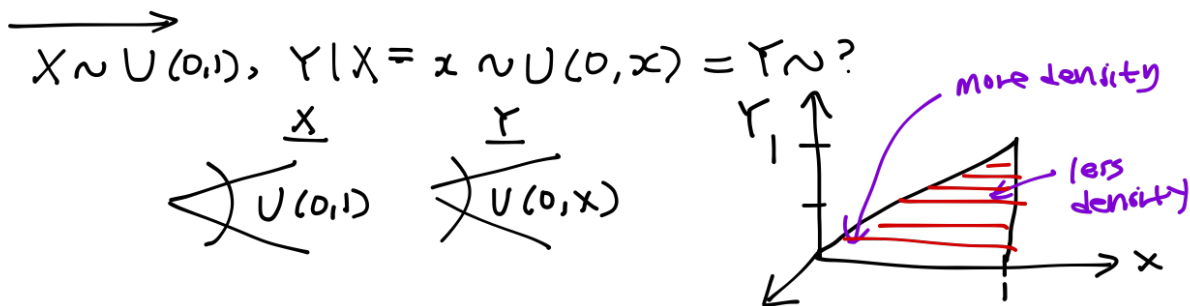 X ~ U(0,1), Y|X = x ~ U(0,x) = Y~?
X Y
U(0,1) U(0,x)
Y
1
more density
less
density
X
1